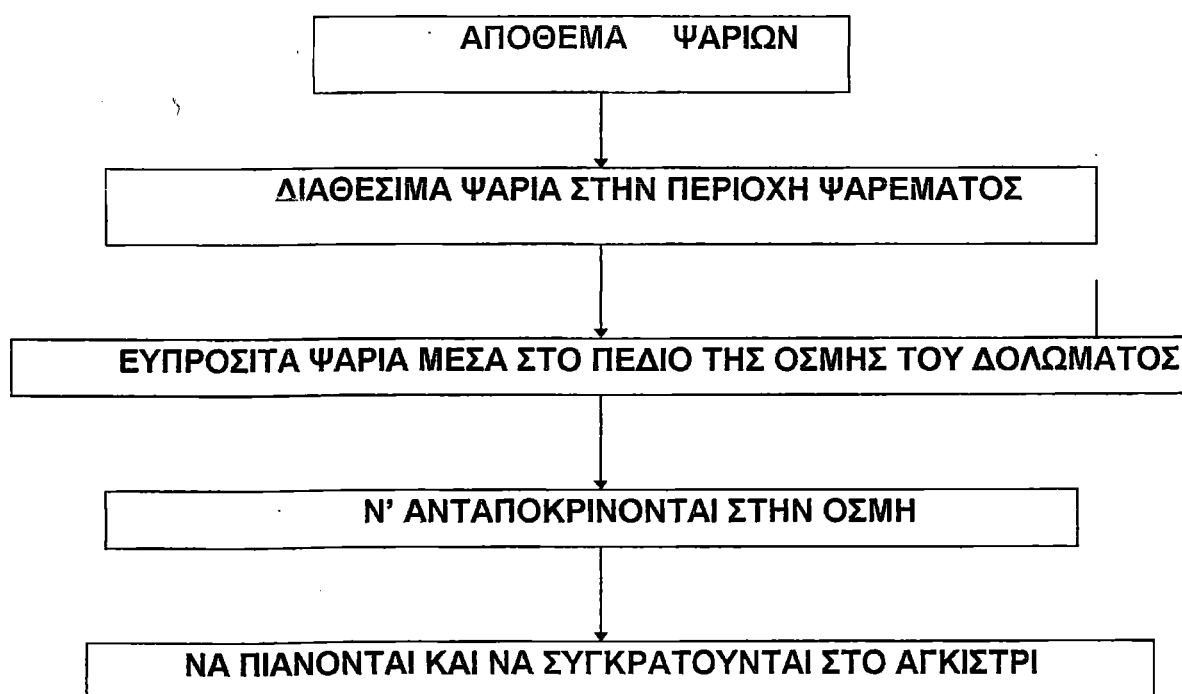 ΑΠΟΘΕΜΑ ΨΑΡΙΩΝ
ΔΙΑΘΕΣΙΜΑ ΨΑΡΙΑ ΣΤΗΝ ΠΕΡΙΟΧΗ ΨΑΡΕΜΑΤΟΣ
ΕΥΠΡΟΣΙΤΑ ΨΑΡΙΑ ΜΕΣΑ ΣΤΟ ΠΕΔΙΟ ΤΗΣ ΟΣΜΗΣ ΤΟΥ ΔΟΛΩΜΑΤΟΣ
Ν' ΑΝΤΑΠΟΚΡΙΝΟΝΤΑΙ ΣΤΗΝ ΟΣΜΗ
ΝΑ ΠΙΑΝΟΝΤΑΙ ΚΑΙ ΝΑ ΣΥΓΚΡΑΤΟΥΝΤΑΙ ΣΤΟ ΑΓΚΙΣΤΡΙ